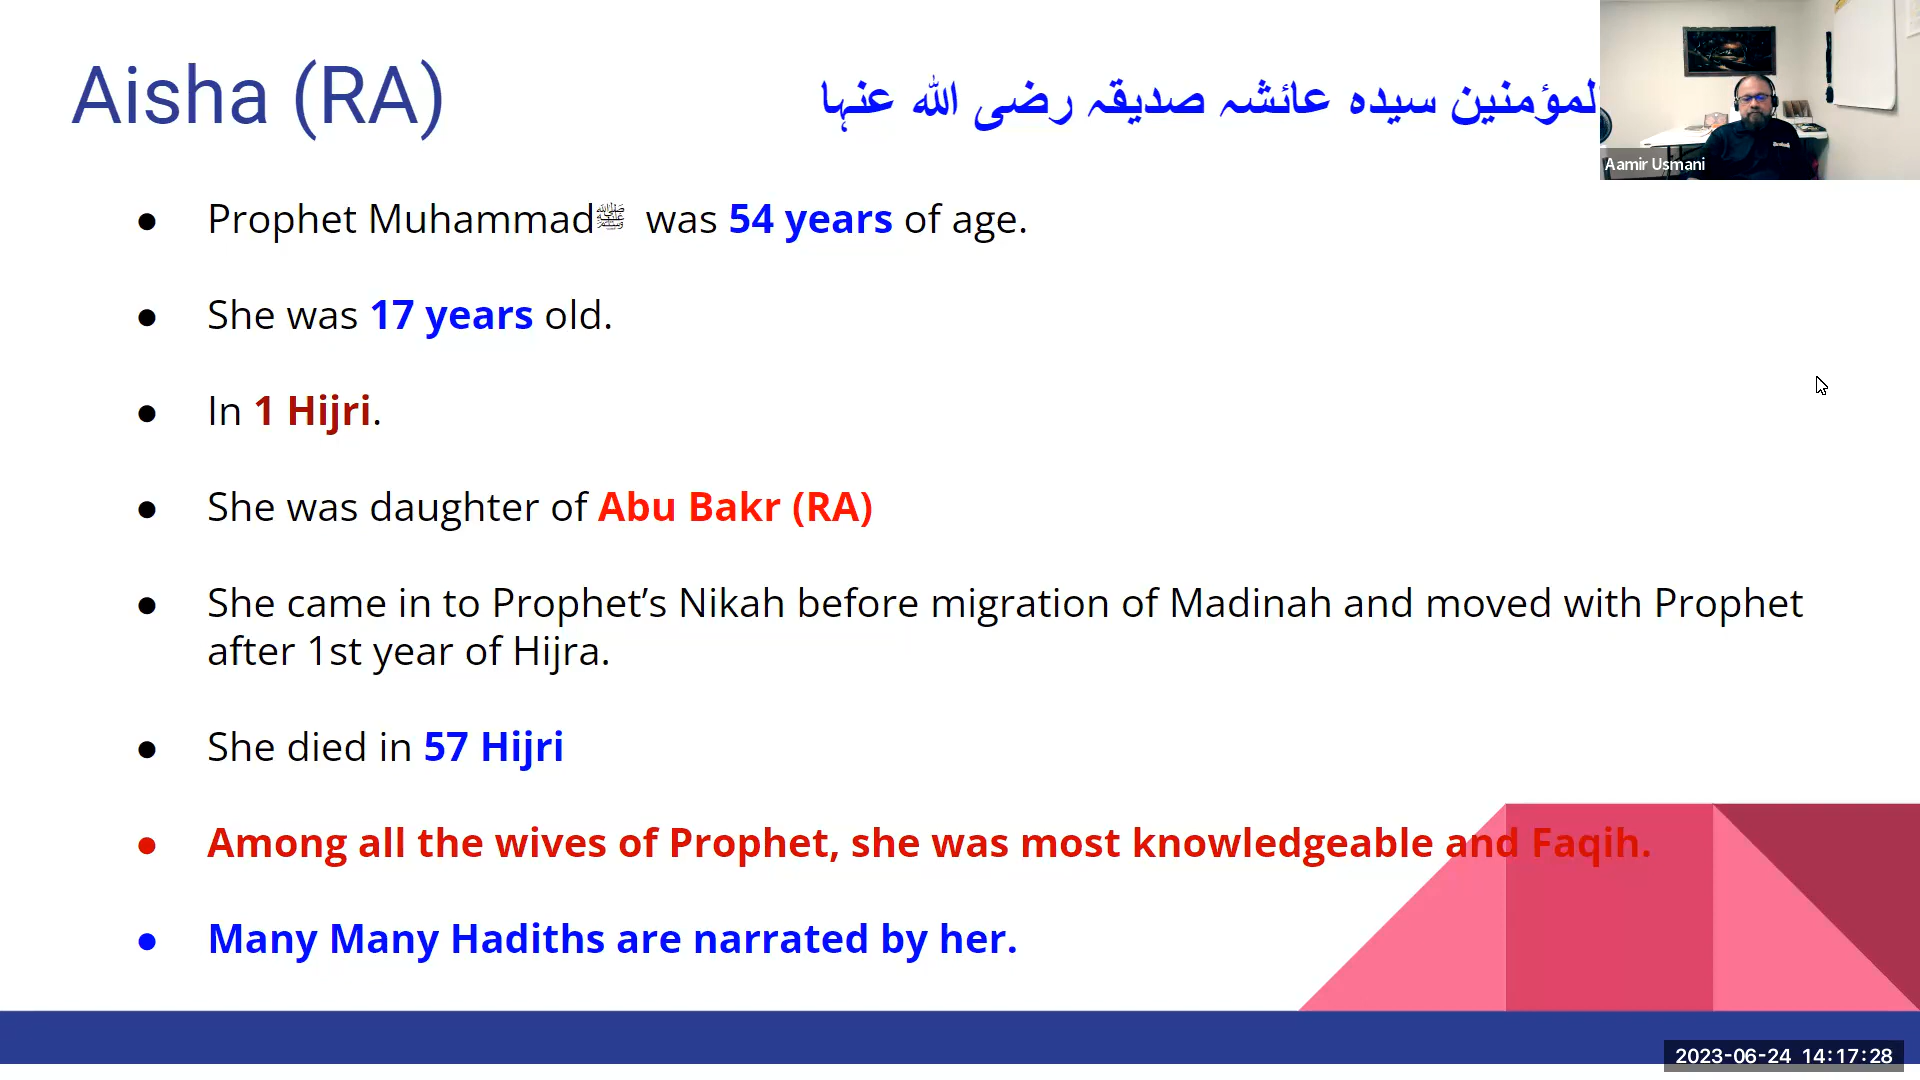 Aisha (RA)
لمؤمنین سیدہ عائشہ صدیقہ رضی اللہ عنہا
Aamir Usmani
● Prophet Muhammadﷺ was 54 years of age.
● She was 17 years old.
● In 1 Hijri.
● She was daughter of Abu Bakr (RA)
● She came in to Prophet’s Nikah before migration of Madinah and moved with Prophet
after 1st year of Hijra.
● She died in 57 Hijri
● Among all the wives of Prophet, she was most knowledgeable and Faqih.
● Many Many Hadiths are narrated by her.
2023-06-24 14:17:28